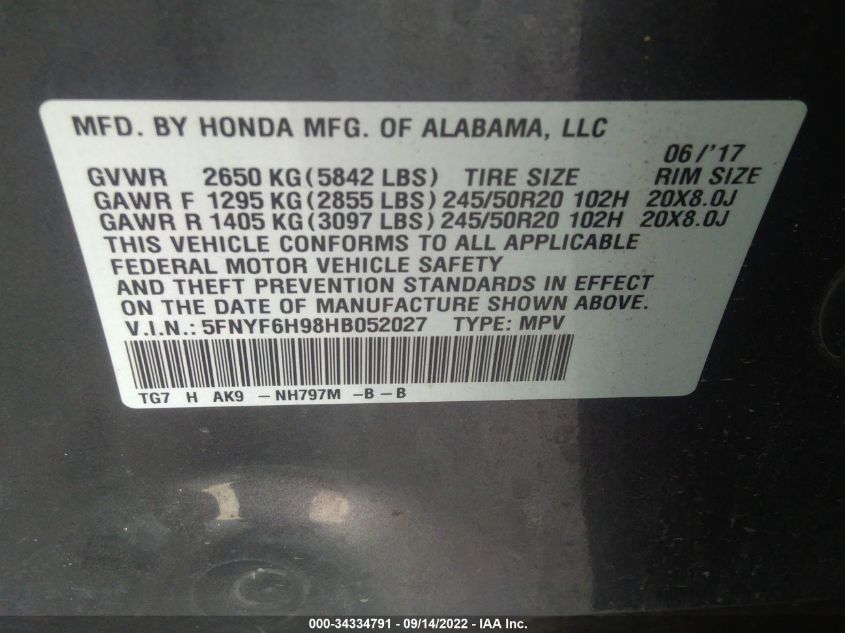 MFD. BY HONDA MFG. OF ALABAMA, LLC
06/'17
GVWR 2650 KG(5842 LBS) TIRE SIZE RIM SIZE
GAWR F 1295 KG(2855 LBS)245/50R20 102H 20X8.0J
GAWR R 1405 KG(3097 LBS)245/50R20 102H 20X8.0J
THIS VEHICLE CONFORMS TO ALL APPLICABLE
FEDERAL MOTOR VEHICLE SAFETY
AND THEFT PREVENTION STANDARDS IN EFFECT
ON THE DATE OF MANUFACTURE SHOWN ABOVE.
V.I.N.: 5FNYF6H98HB052027 TYPE: MPV
TG7 H AK9 –NH797M –B–B
000-34334791 - 09/14/2022 - IAA Inc.